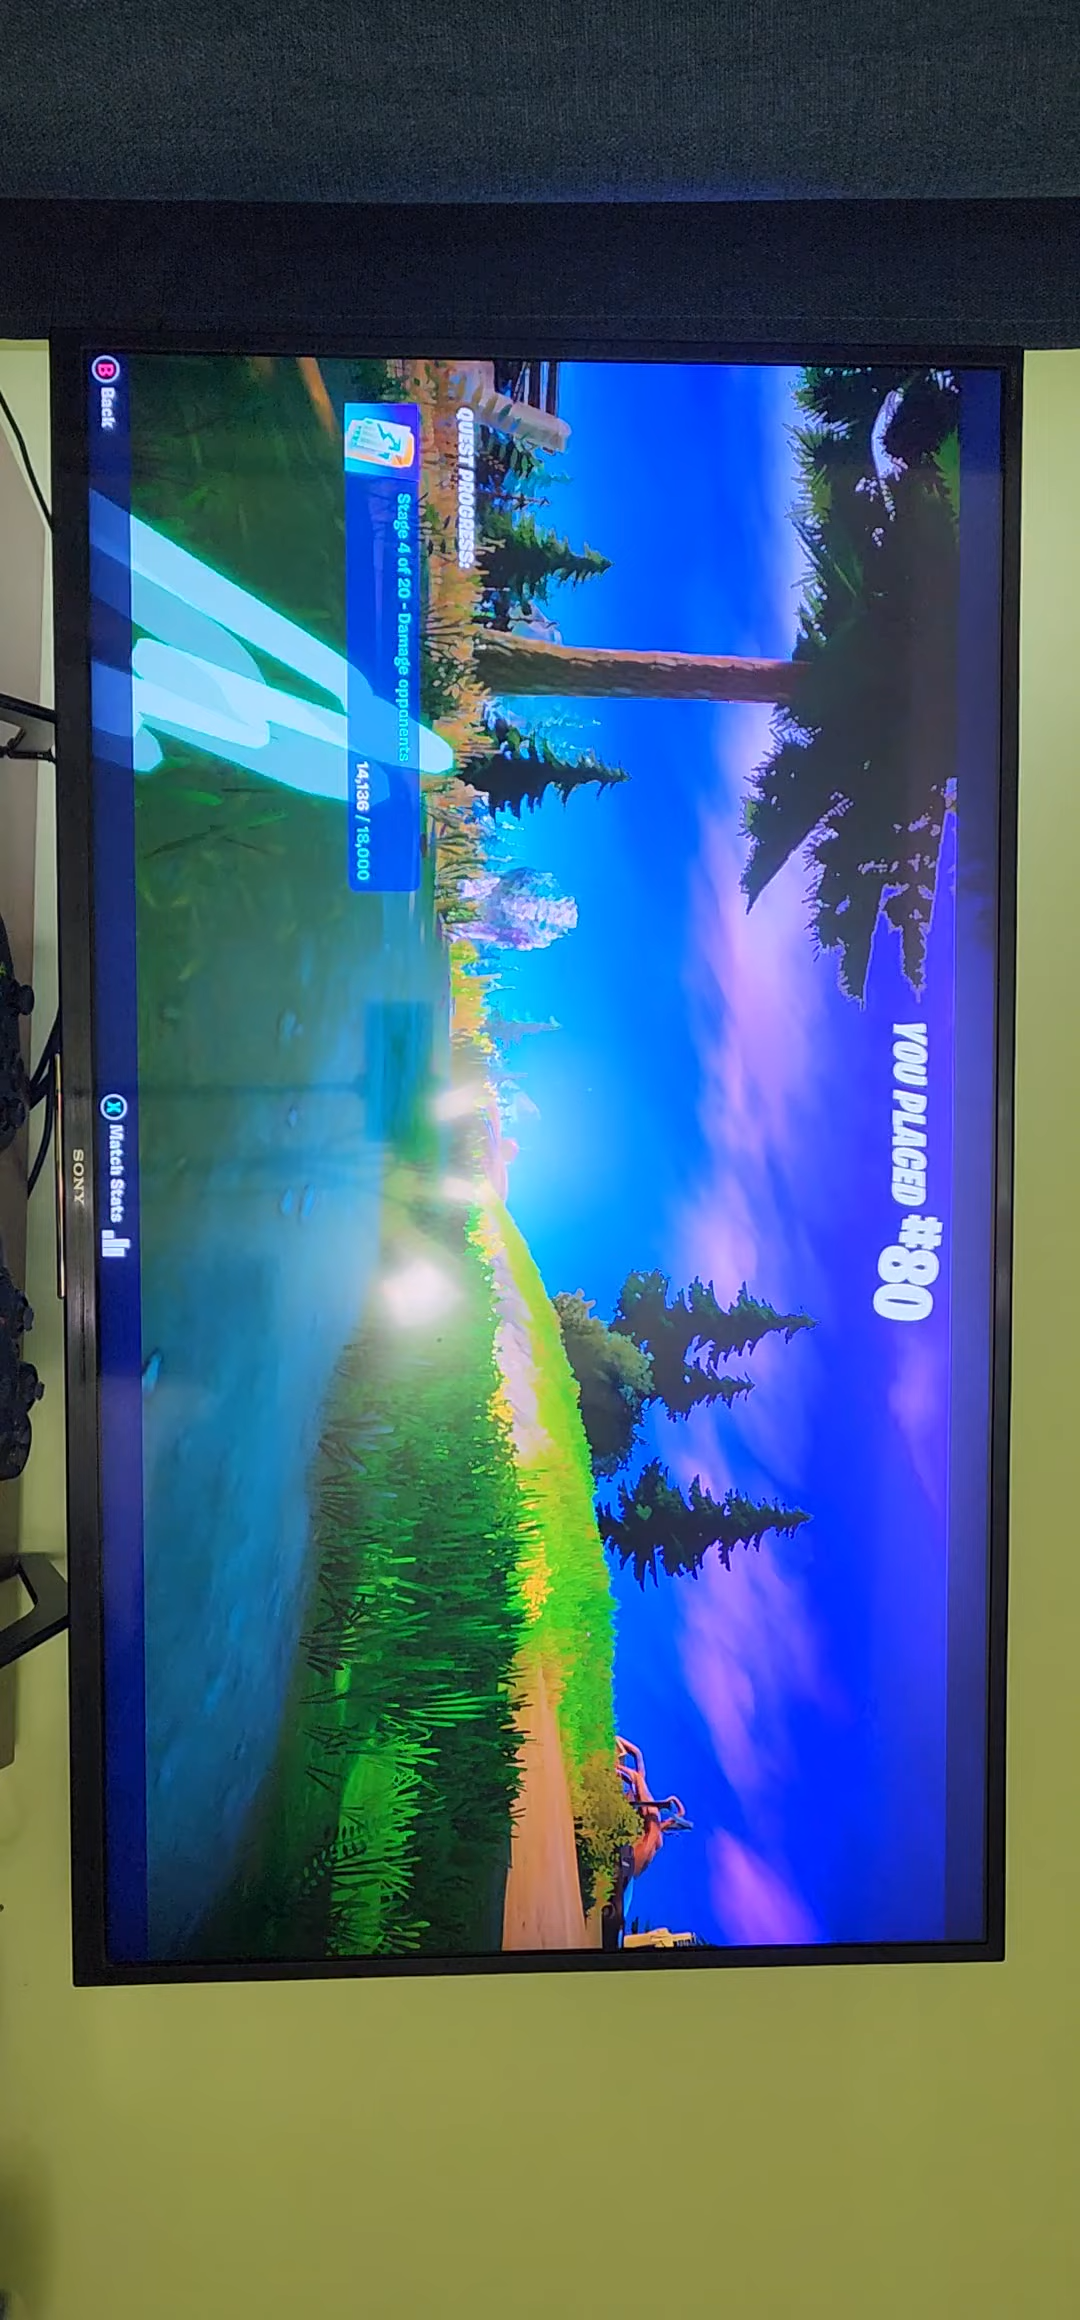 YOU PLACED #80
QUEST PROGRESS:
Stage 4 of 20 - Damage opponents
14,136 / 18,000
B Back
X Match Stats
SONY